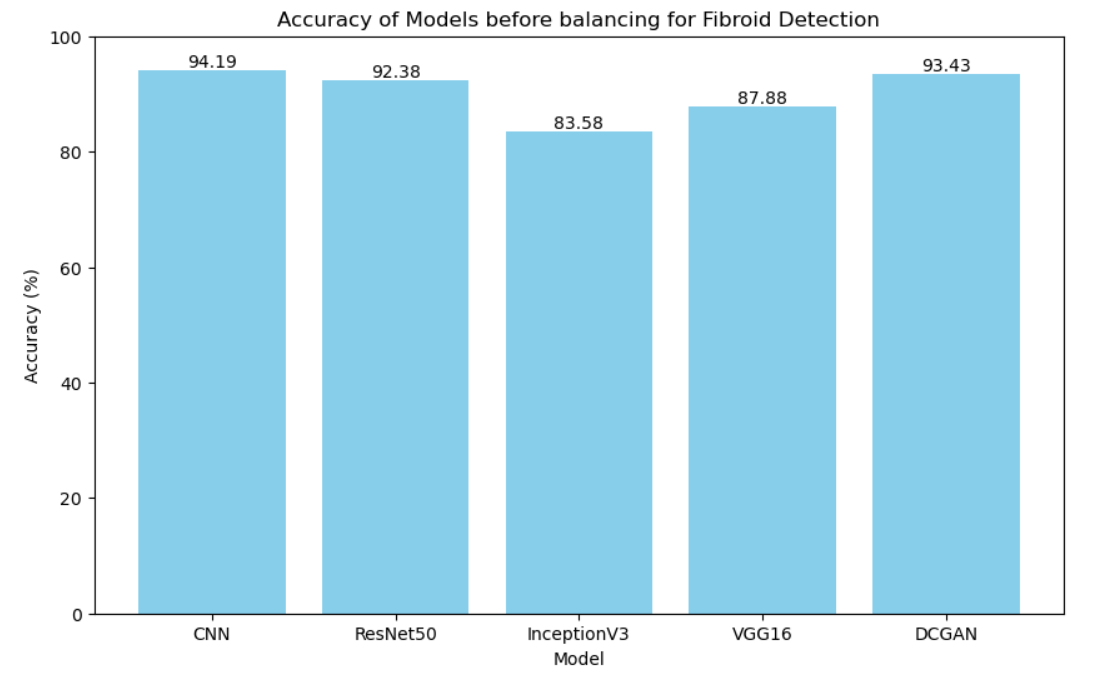 Accuracy of Models before balancing for Fibroid Detection
100
80
60
40
20
0
Accuracy (%)
94.19
92.38
83.58
87.88
93.43
CNN
ResNet50
InceptionV3
VGG16
DCGAN
Model